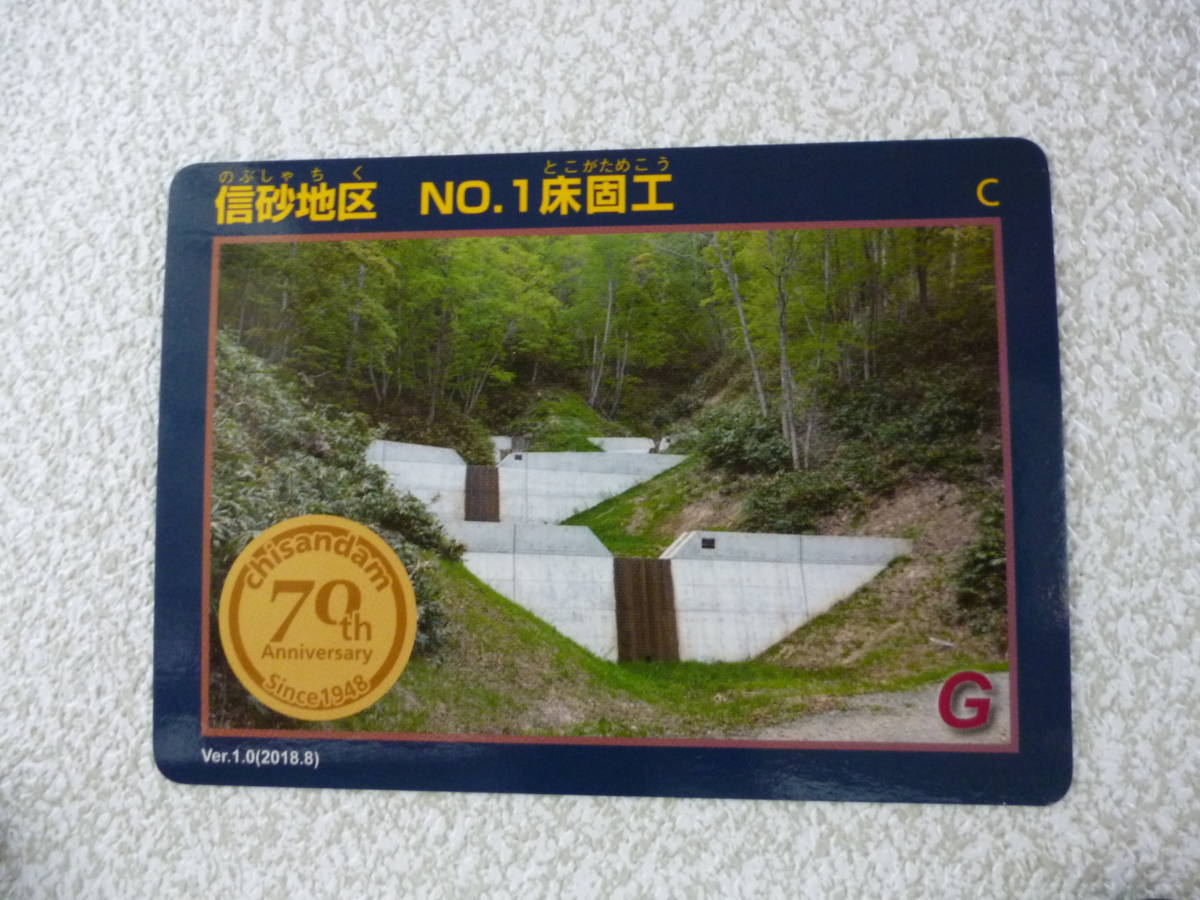 のぶしゃちく とこがためこう
信砂地区 NO.1床固工 C
chisandam
70th
Anniversary
Since1948
G
Ver.1.0(2018.8)